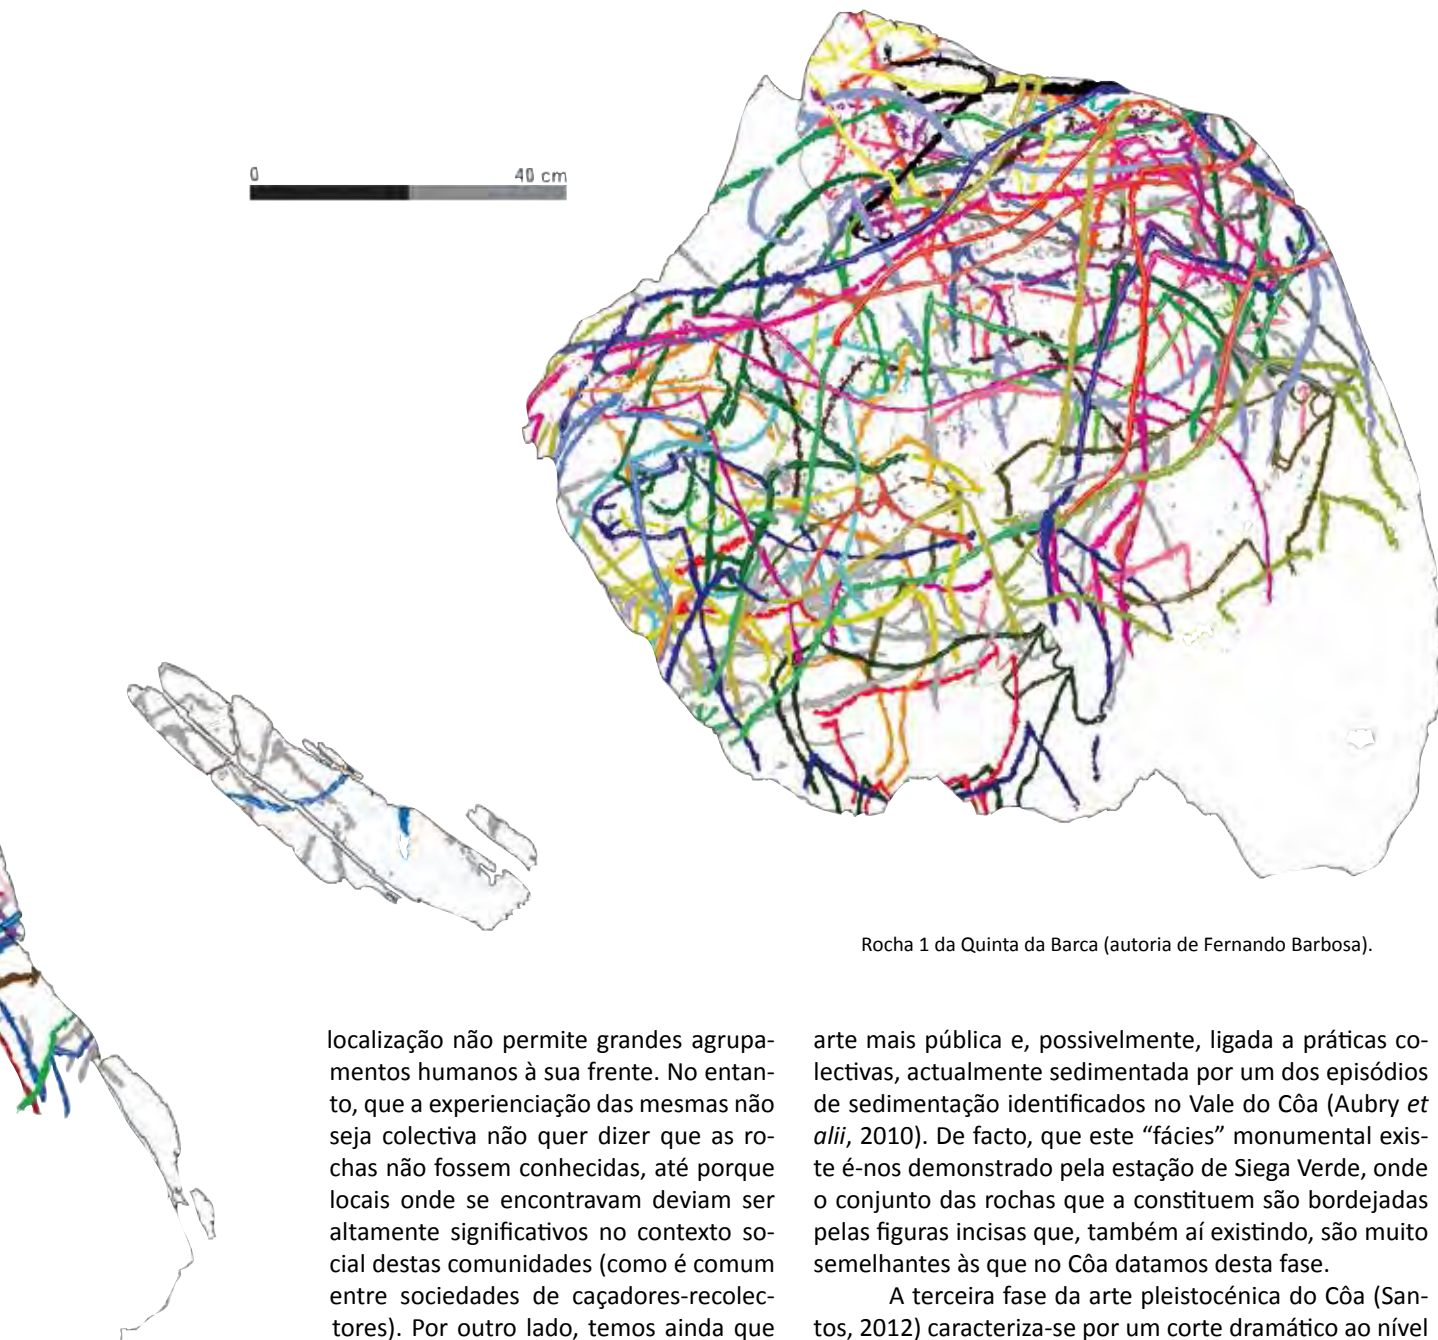 0 40 cm
Rocha 1 da Quinta da Barca (autoria de Fernando Barbosa).
localização não permite grandes agrupa-
mentos humanos à sua frente. No entan-
to, que a experienciação das mesmas não
seja colectiva não quer dizer que as ro-
chas não fossem conhecidas, até porque
locais onde se encontravam deviam ser
altamente significativos no contexto so-
cial destas comunidades (como é comum
entre sociedades de caçadores-recolec-
tores). Por outro lado, temos ainda que
arte mais pública e, possivelmente, ligada a práticas co-
lectivas, actualmente sedimentada por um dos episódios
de sedimentação identificados no Vale do Côa (Aubry et
alii, 2010). De facto, que este “fácies” monumental exis-
te é-nos demonstrado pela estação de Siega Verde, onde
o conjunto das rochas que a constituem são bordejadas
pelas figuras incisas que, também aí existindo, são muito
semelhantes às que no Côa datamos desta fase.
A terceira fase da arte pleistocénica do Côa (San-
tos, 2012) caracteriza-se por um corte dramático ao nível